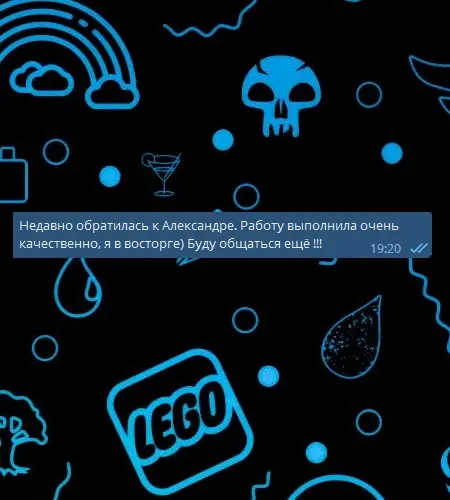 Недавно обратилась к Александре. Работу выполнила очень
качественно, я в восторге) Буду общаться ещё !!!
19:20
LEGO